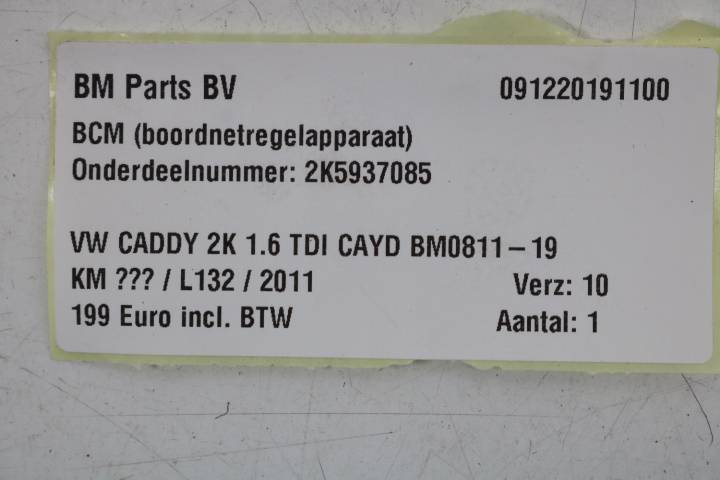 BM Parts BV 091220191100
BCM (boordnetregelapparaat)
Onderdeelnummer: 2K5937085
VW CADDY 2K 1.6 TDI CAYD BM0811-19
KM ??? / L132 / 2011 Verz: 10
199 Euro incl. BTW Aantal: 1